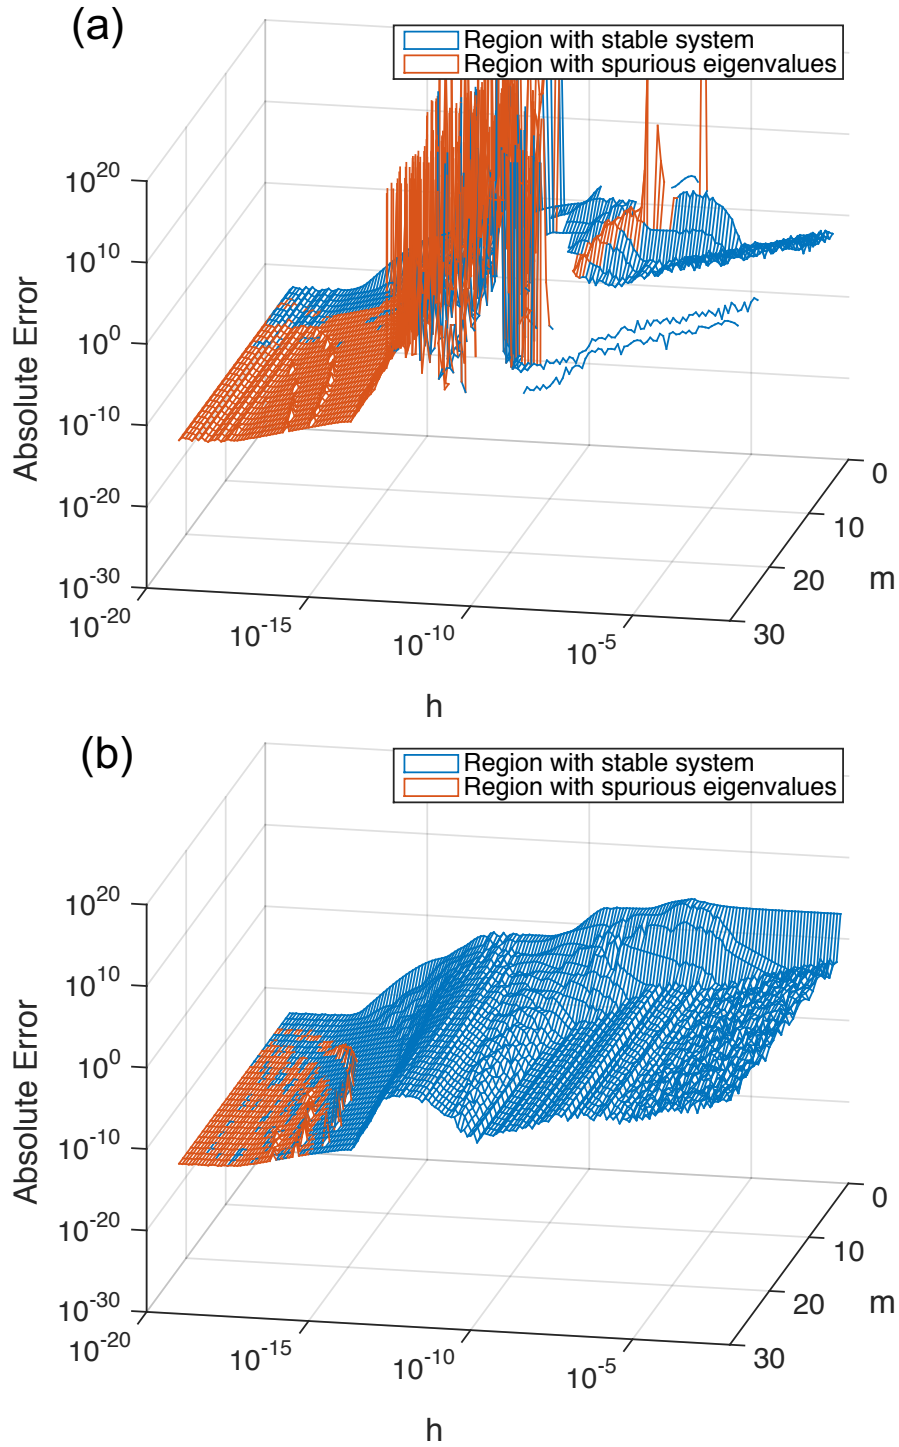 (a)
Region with stable system
Region with spurious eigenvalues
10^20
10^10
10^0
10^-10
10^-20
10^-30
Absolute Error
10^-20
10^-15
10^-10
10^-5
h
0
10
20
30
m
(b)
Region with stable system
Region with spurious eigenvalues
10^20
10^10
10^0
10^-10
10^-20
10^-30
Absolute Error
10^-20
10^-15
10^-10
10^-5
h
0
10
20
30
m